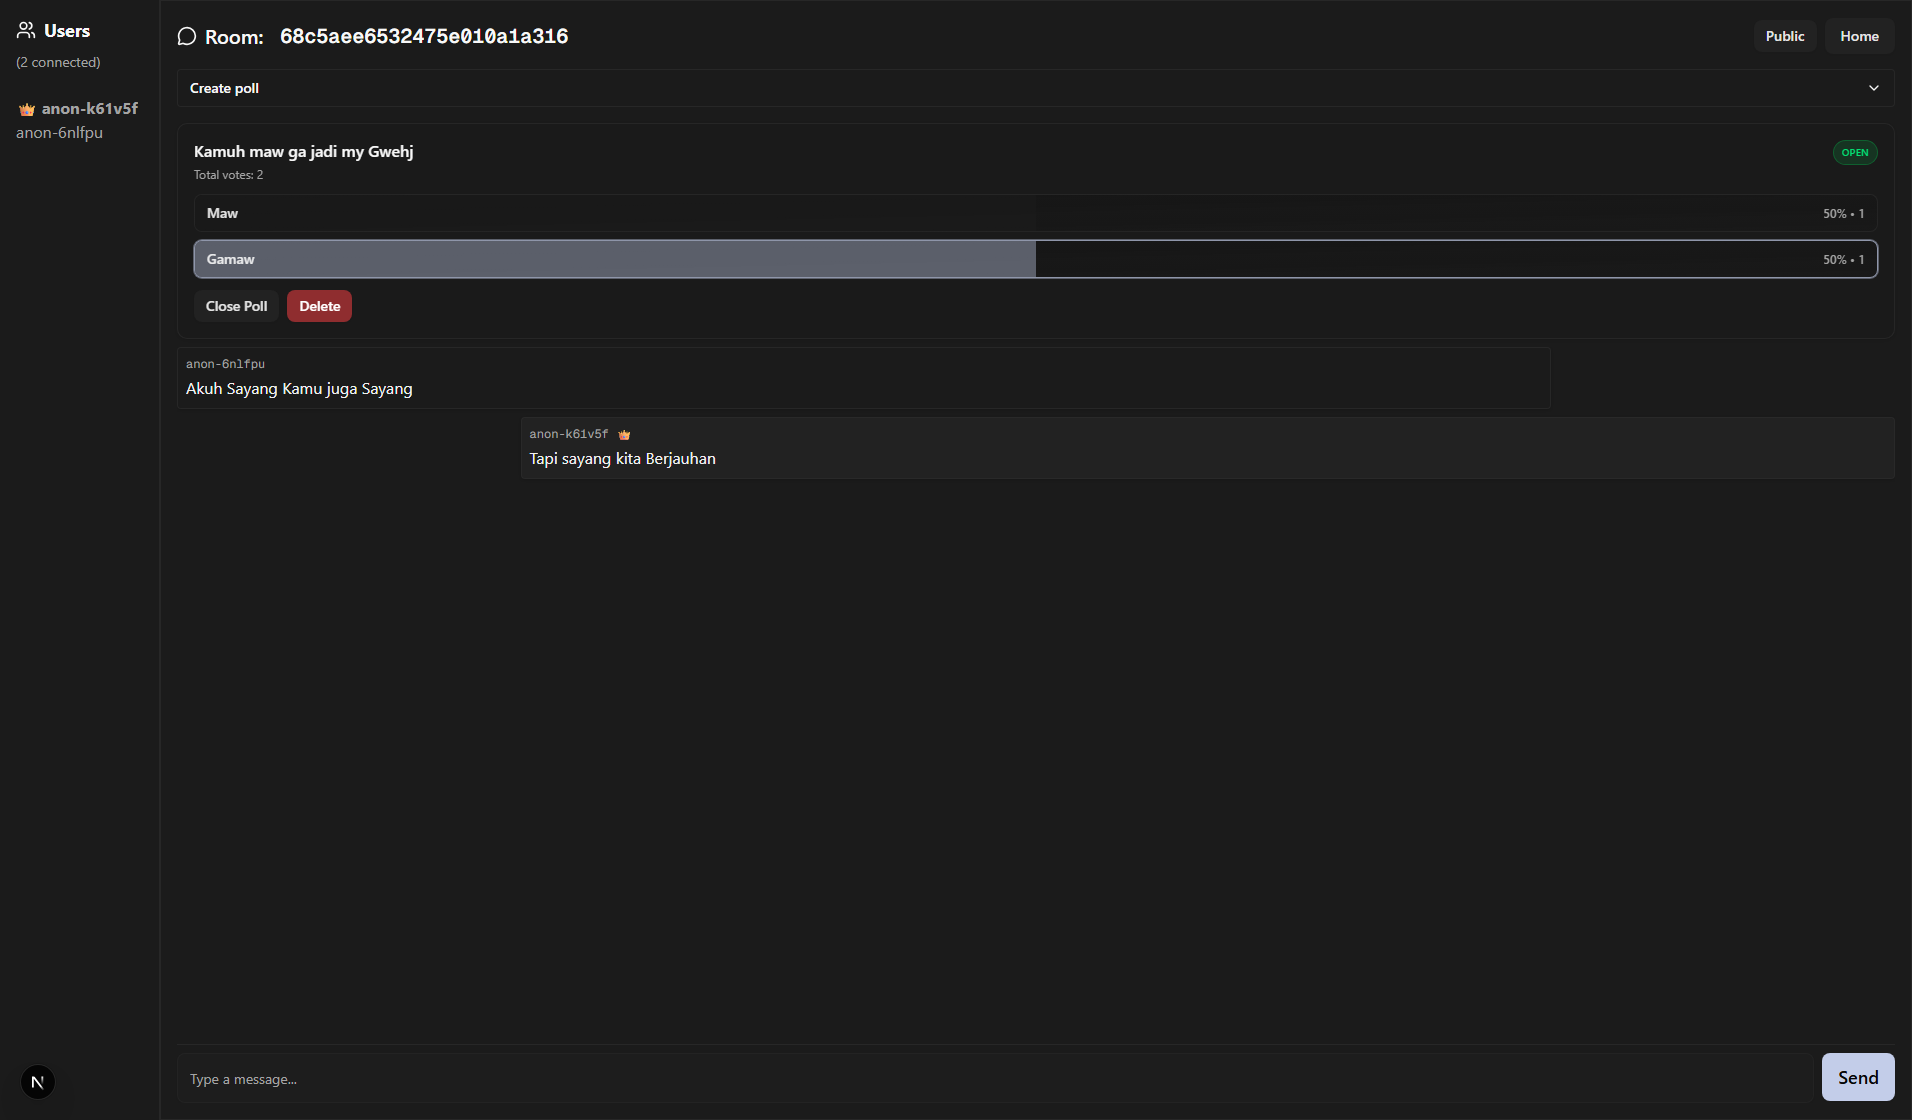 Users
(2 connected)
👑 anon-k61v5f
anon-6nlfpu
Room: 68c5aee6532475e010a1a316
Public
Home
Create poll
Kamuh maw ga jadi my Gwehj
OPEN
Total votes: 2
Maw
50% • 1
Gamaw
50% • 1
Close Poll
Delete
anon-6nlfpu
Akuh Sayang Kamu juga Sayang
anon-k61v5f 👑
Tapi sayang kita Berjauhan
Type a message...
Send
N